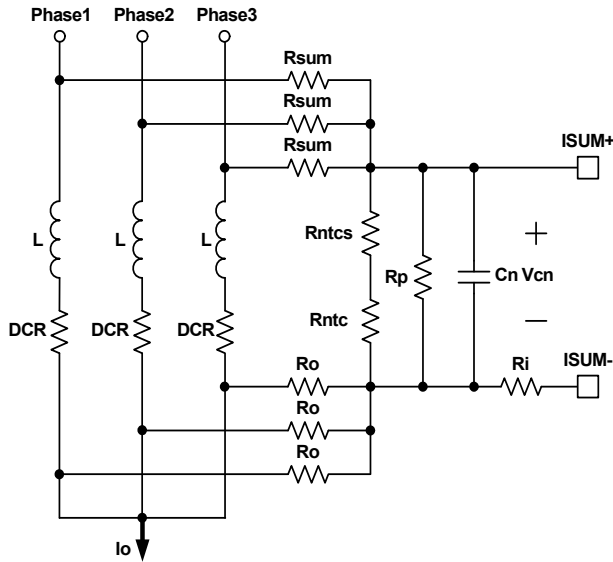 Phase1 Phase2 Phase3
Rsum
Rsum
ISUM+
Rsum
L L L
Rntcs
Rp
Cn Vcn
DCR DCR DCR
Rntc
Ro
Ri
ISUM-
Ro
Ro
Io